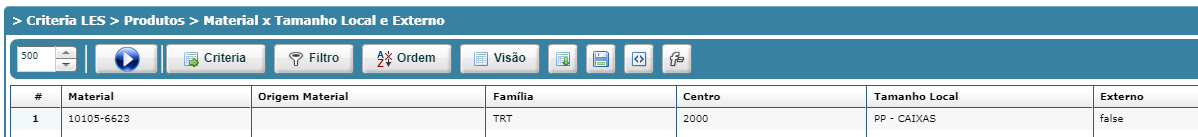 > Criteria LES > Produtos > Material x Tamanho Local e Externo
500 Criteria Filtro Ordem Visão
# Material Origem Material Família Centro Tamanho Local Externo
1 10105-6623 TRT 2000 PP - CAIXAS false